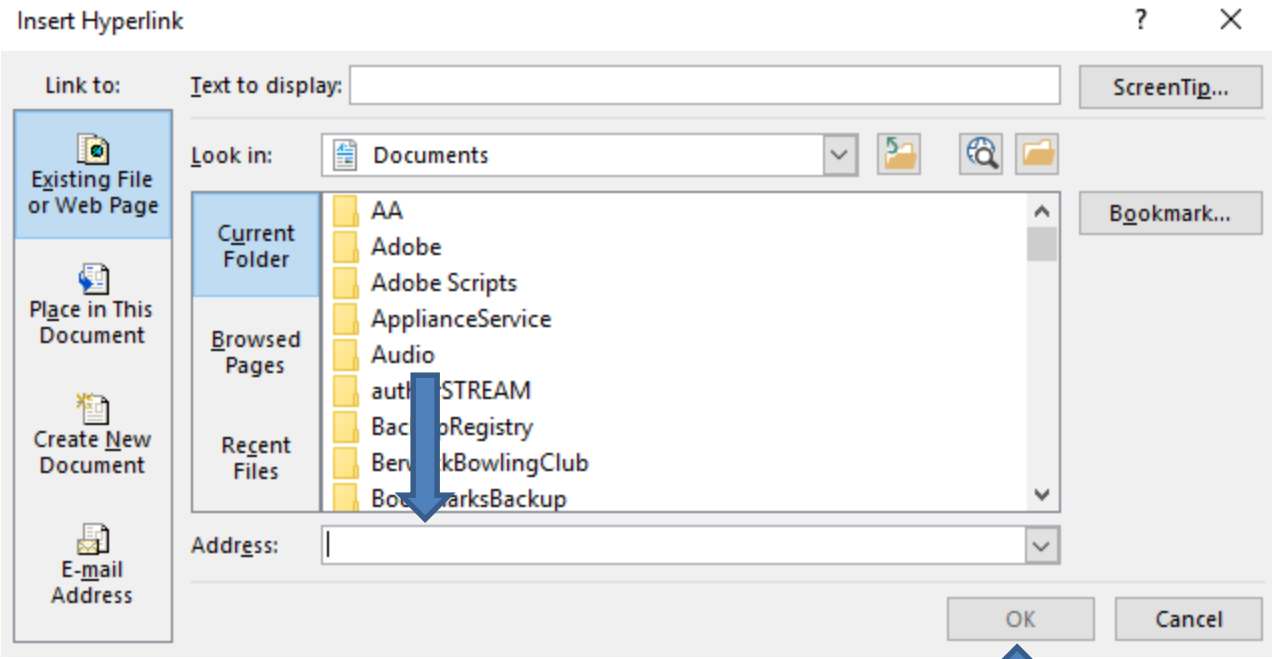 Insert Hyperlink
?
Link to:
Text to display:
ScreenTip...
Existing File
or Web Page
Look in:
Documents
Current
Folder
AA
Adobe
Adobe Scripts
ApplianceService
Audio
STREAM
BowlingClub
Bookmark...
Place in This
Document
Browsed
Pages
Create New
Document
Recent
Files
E-mail
Address
Address:
OK
Cancel